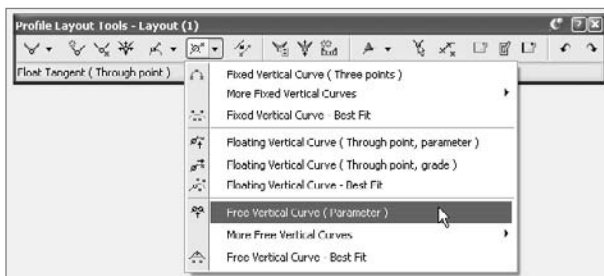 Profile Layout Tools - Layout (1)
Float Tangent ( Through point )
Fixed Vertical Curve ( Three points )
More Fixed Vertical Curves
Fixed Vertical Curve - Best Fit
Floating Vertical Curve ( Through point, parameter )
Floating Vertical Curve ( Through point, grade )
Floating Vertical Curve - Best Fit
Free Vertical Curve ( Parameter )
More Free Vertical Curves
Free Vertical Curve - Best Fit